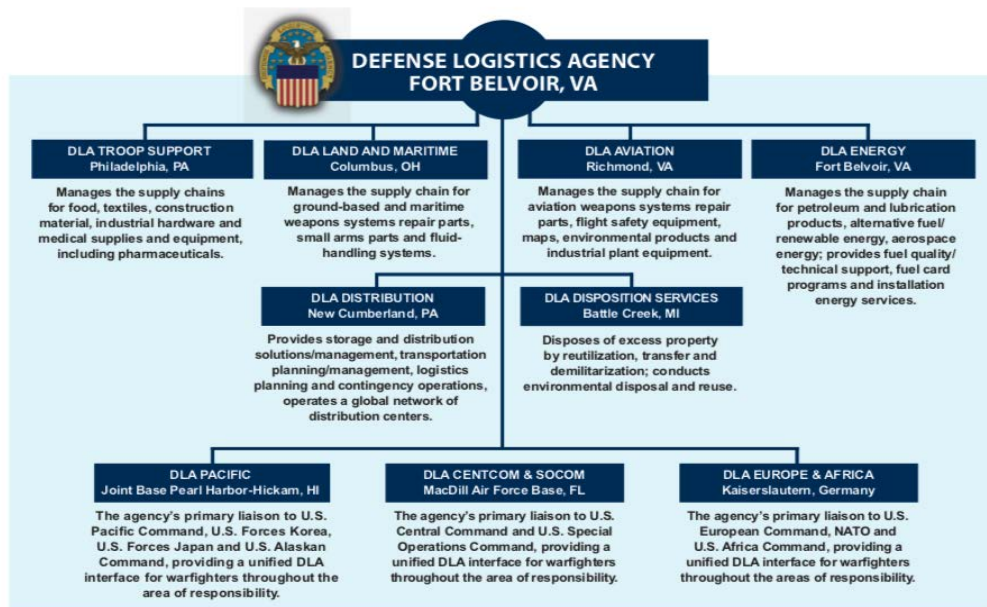 DEFENSE LOGISTICS AGENCY
FORT BELVOIR, VA
DLA TROOP SUPPORT
Philadelphia, PA
Manages the supply chains
for food, textiles, construction
material, industrial hardware and
medical supplies and equipment,
including pharmaceuticals.
DLA LAND AND MARITIME
Columbus, OH
Manages the supply chain for
ground-based and maritime
weapons systems repair parts,
small arms parts and fluid-
handling systems.
DLA AVIATION
Richmond, VA
Manages the supply chain for
aviation weapons systems repair
parts, flight safety equipment,
maps, environmental products and
industrial plant equipment.
DLA ENERGY
Fort Belvoir, VA
Manages the supply chain
for petroleum and lubrication
products, alternative fuel/
renewable energy, aerospace
energy; provides fuel quality/
technical support, fuel card
programs and installation
energy services.
DLA DISTRIBUTION
New Cumberland, PA
Provides storage and distribution
solutions/management, transportation
planning/management, logistics
planning and contingency operations,
operates a global network of
distribution centers.
DLA DISPOSITION SERVICES
Battle Creek, MI
Disposes of excess property
by reutilization, transfer and
demilitarization; conducts
environmental disposal and reuse.
DLA PACIFIC
Joint Base Pearl Harbor-Hickam, HI
The agency's primary liaison to U.S.
Pacific Command, U.S. Forces Korea,
U.S. Forces Japan and U.S. Alaskan
Command, providing a unified DLA
interface for warfighters throughout the
area of responsibility.
DLA CENTCOM & SOCOM
MacDill Air Force Base, FL
The agency's primary liaison to U.S.
Central Command and U.S. Special
Operations Command, providing a
unified DLA interface for warfighters
throughout the area of responsibility.
DLA EUROPE & AFRICA
Kaiserslautern, Germany
The agency's primary liaison to U.S.
European Command, NATO and
U.S. Africa Command, providing a
unified DLA interface for warfighters
throughout the areas of responsibility.